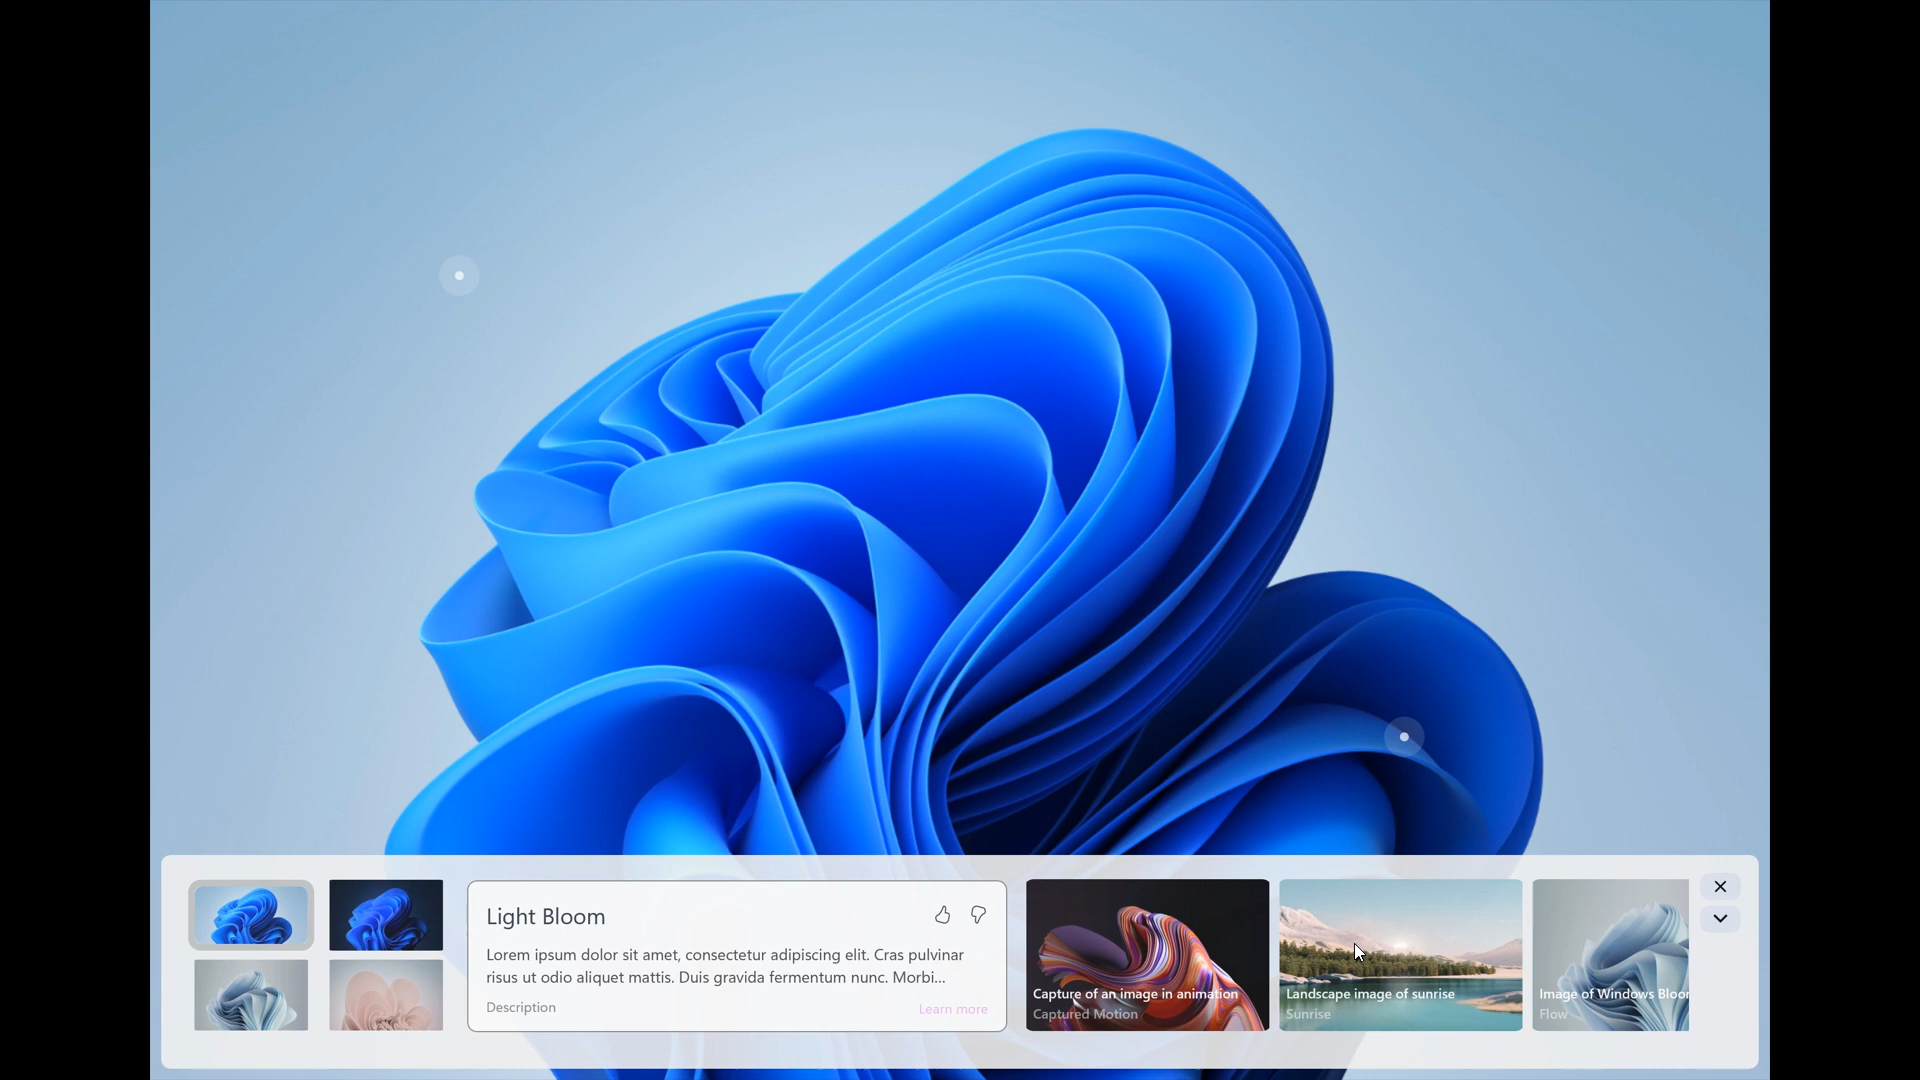 Light Bloom
Lorem ipsum dolor sit amet, consectetur adipiscing elit. Cras pulvinar
risus ut odio aliquet mattis. Duis gravida fermentum nunc. Morbi...
Description
Learn more
Capture of an image in animation
Captured Motion
Landscape image of sunrise
Sunrise
Image of Windows Bloor
Flow